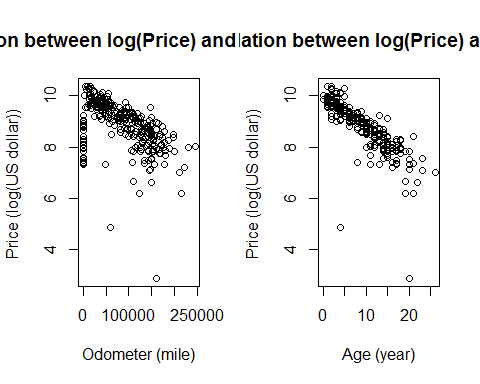 on between log(Price) and
ation between log(Price) a
Price (log(US dollar))
10
8
6
4
0 100000 250000
Odometer (mile)
Price (log(US dollar))
10
8
6
4
0 10 20
Age (year)